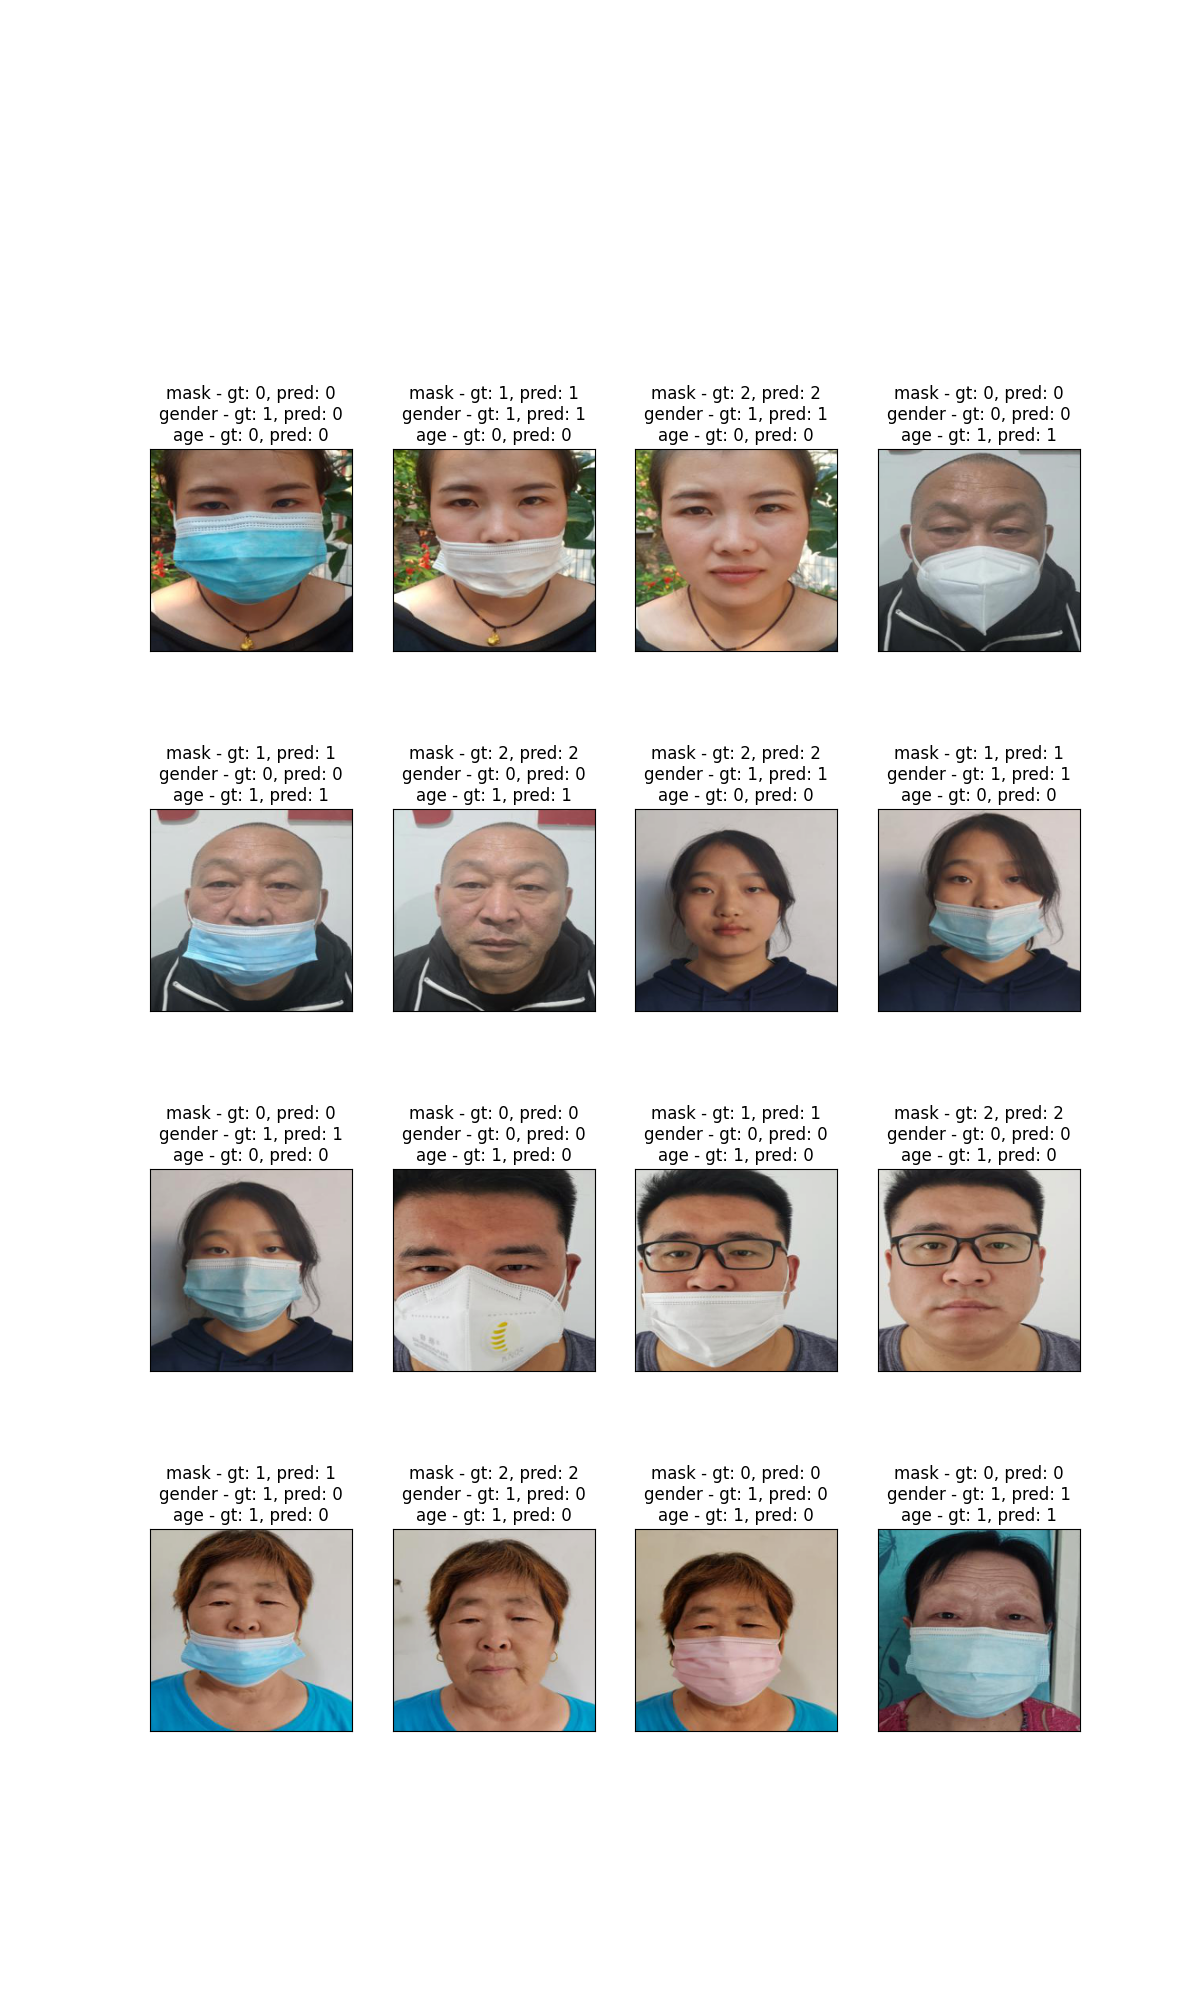 mask - gt: 0, pred: 0
gender - gt: 1, pred: 0
age - gt: 0, pred: 0
mask - gt: 1, pred: 1
gender - gt: 1, pred: 1
age - gt: 0, pred: 0
mask - gt: 2, pred: 2
gender - gt: 1, pred: 1
age - gt: 0, pred: 0
mask - gt: 0, pred: 0
gender - gt: 0, pred: 0
age - gt: 1, pred: 1
mask - gt: 1, pred: 1
gender - gt: 0, pred: 0
age - gt: 1, pred: 1
mask - gt: 2, pred: 2
gender - gt: 0, pred: 0
age - gt: 1, pred: 1
mask - gt: 2, pred: 2
gender - gt: 1, pred: 1
age - gt: 0, pred: 0
mask - gt: 1, pred: 1
gender - gt: 1, pred: 1
age - gt: 0, pred: 0
mask - gt: 0, pred: 0
gender - gt: 1, pred: 1
age - gt: 0, pred: 0
mask - gt: 0, pred: 0
gender - gt: 0, pred: 0
age - gt: 1, pred: 0
mask - gt: 1, pred: 1
gender - gt: 0, pred: 0
age - gt: 1, pred: 0
mask - gt: 2, pred: 2
gender - gt: 0, pred: 0
age - gt: 1, pred: 0
mask - gt: 1, pred: 1
gender - gt: 1, pred: 0
age - gt: 1, pred: 0
mask - gt: 2, pred: 2
gender - gt: 1, pred: 0
age - gt: 1, pred: 0
mask - gt: 0, pred: 0
gender - gt: 1, pred: 0
age - gt: 1, pred: 0
mask - gt: 0, pred: 0
gender - gt: 1, pred: 1
age - gt: 1, pred: 1